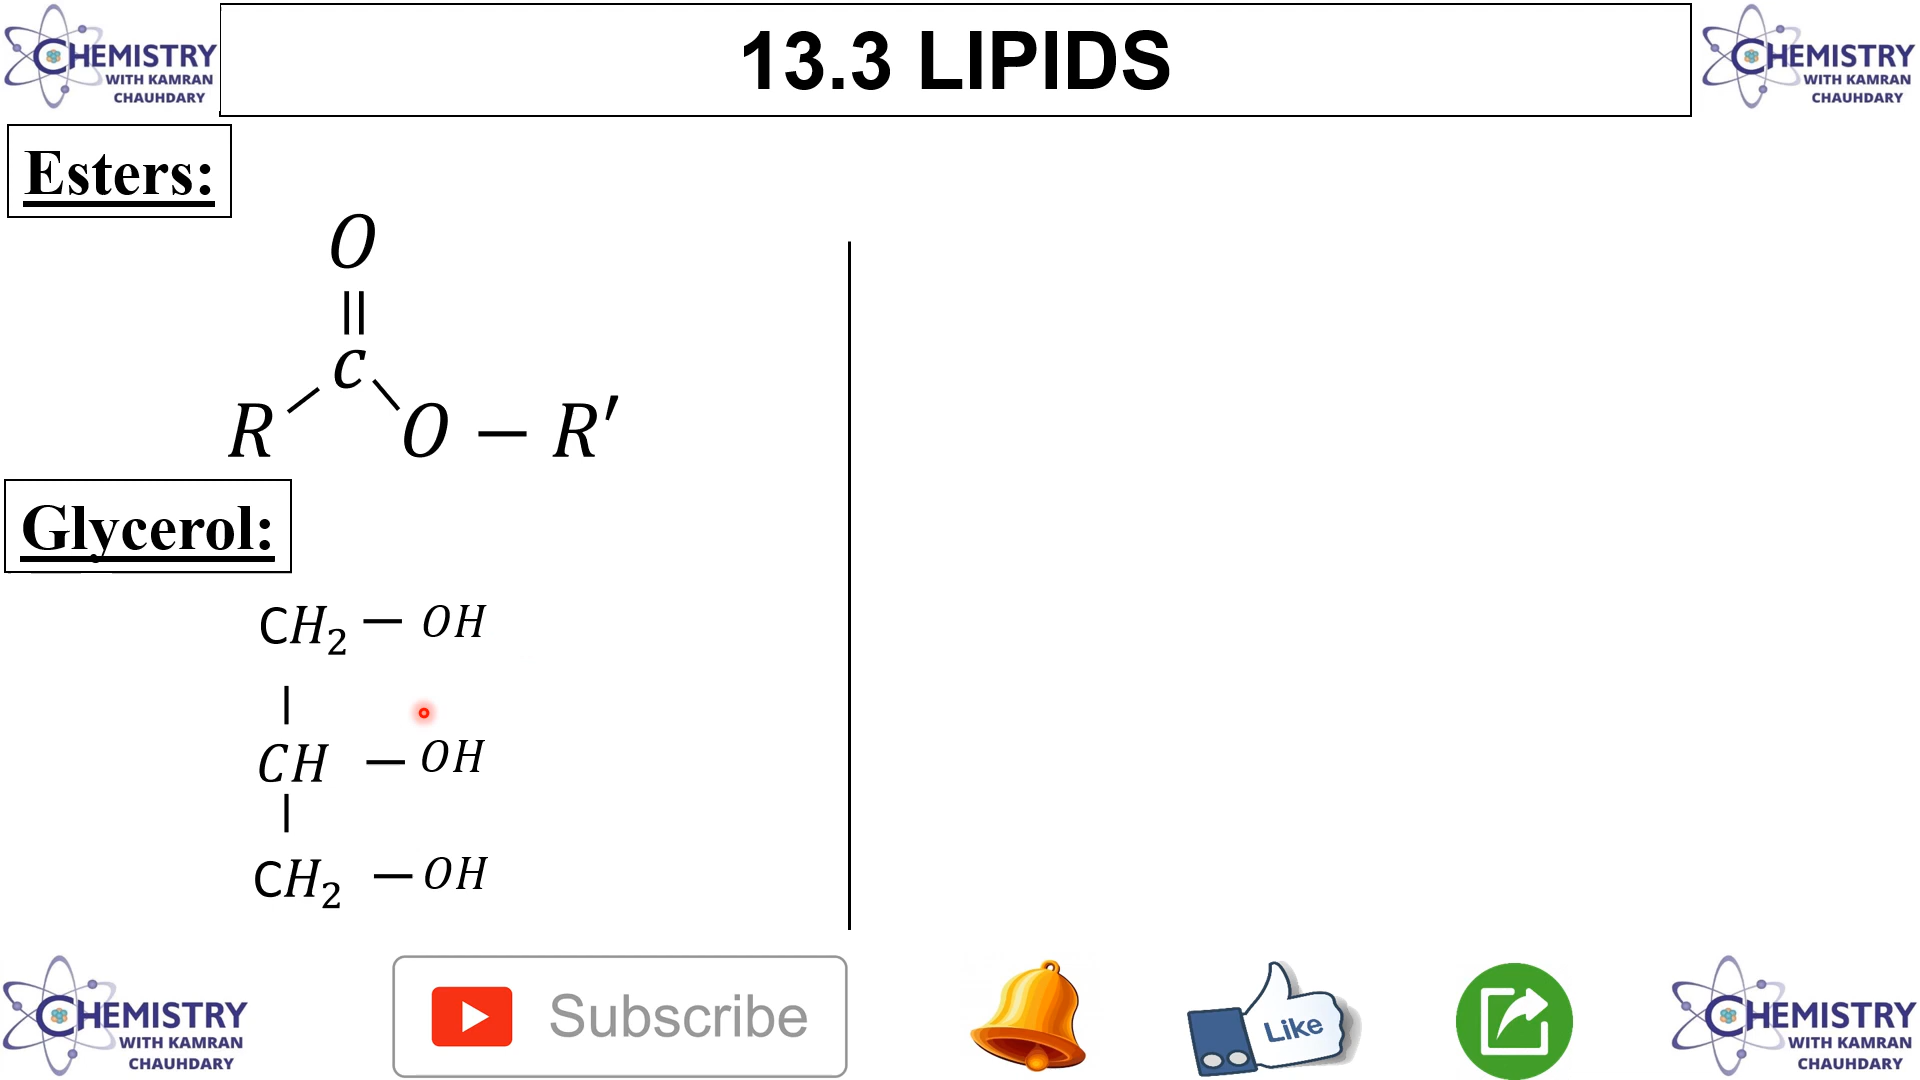 CHEMISTRY
WITH KAMRAN
CHAUHDARY
13.3 LIPIDS
CHEMISTRY
WITH KAMRAN
CHAUHDARY
Esters:
O
||
c
R O – R′
Glycerol:
CH₂ – OH
|
CH – OH
|
CH₂ – OH
CHEMISTRY
WITH KAMRAN
CHAUHDARY
Subscribe
Like
CHEMISTRY
WITH KAMRAN
CHAUHDARY